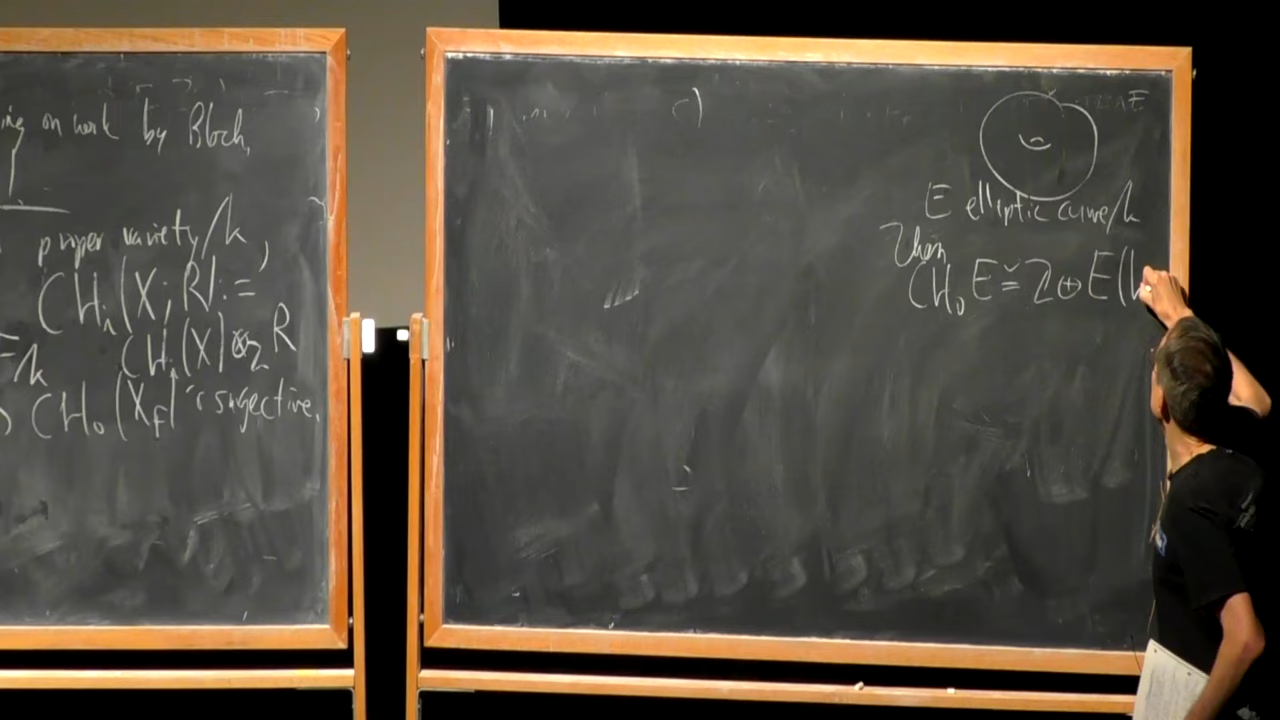 on work by Bloch,
proper variety/k,
CH_i(X; R) :=
CH_i(X) ⊗_Z R
CH_0(X_F) is surjective.
E
E elliptic curve/k
Then
CH_0 E ≅ Z ⊕ E(k